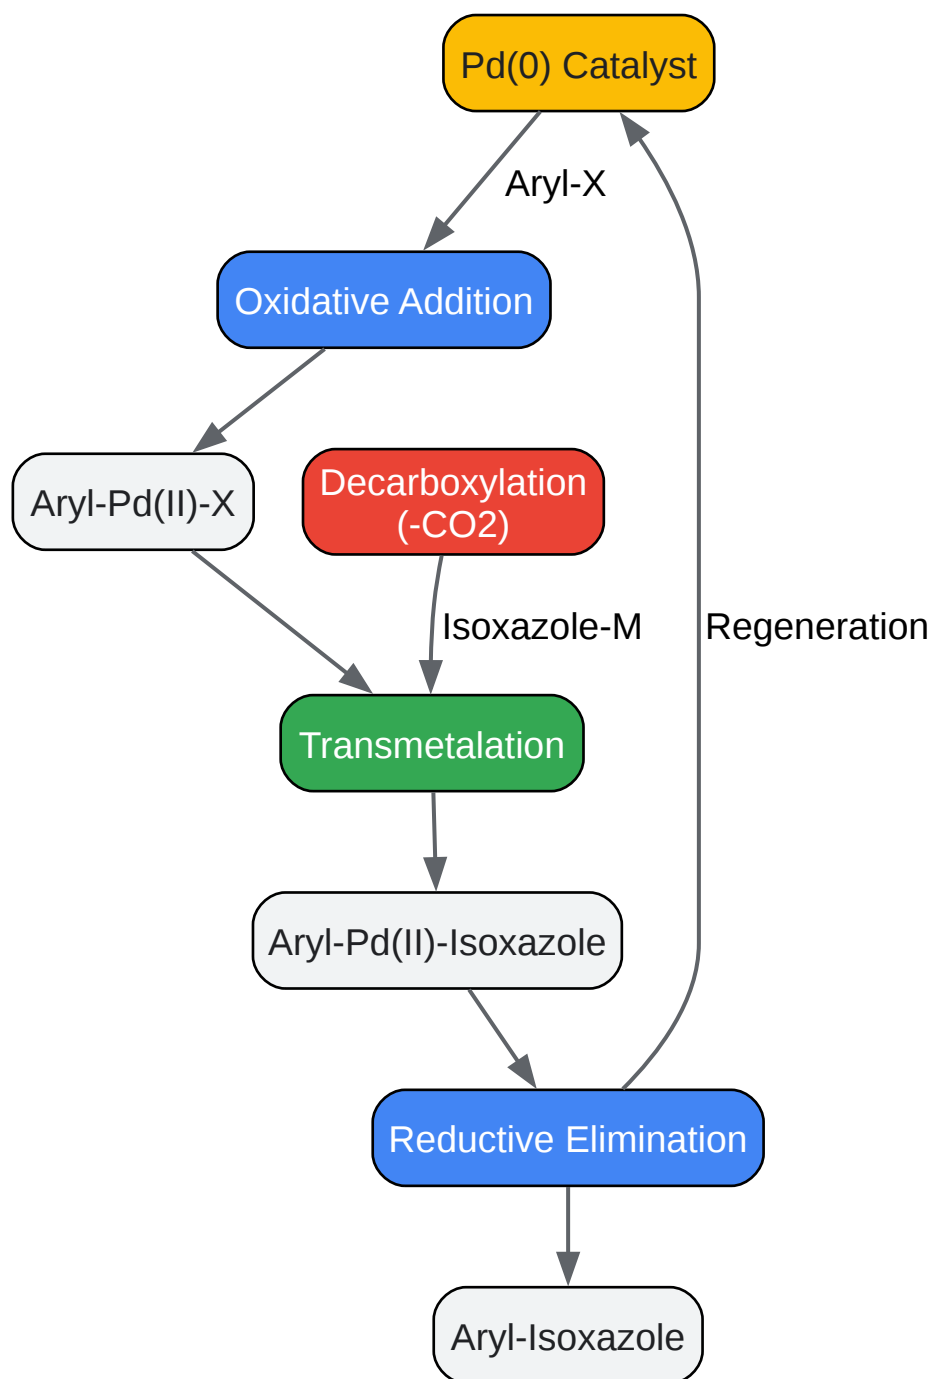 Pd(0) Catalyst
Aryl-X
Oxidative Addition
Aryl-Pd(II)-X
Decarboxylation
(-CO2)
Isoxazole-M
Regeneration
Transmetalation
Aryl-Pd(II)-Isoxazole
Reductive Elimination
Aryl-Isoxazole